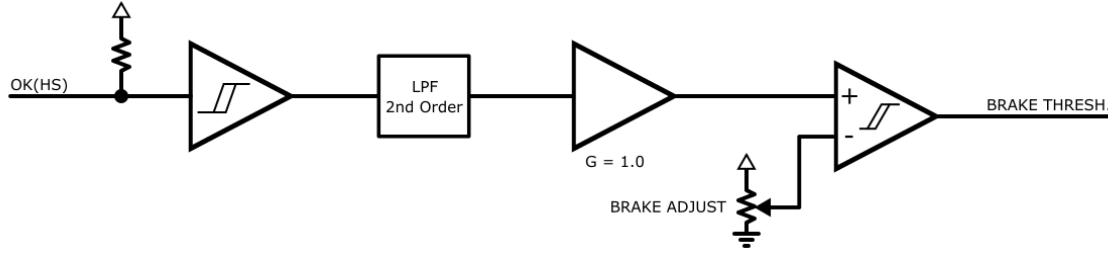 OK(HS)
LPF
2nd Order
G = 1.0
+
-
BRAKE THRESH.
BRAKE ADJUST